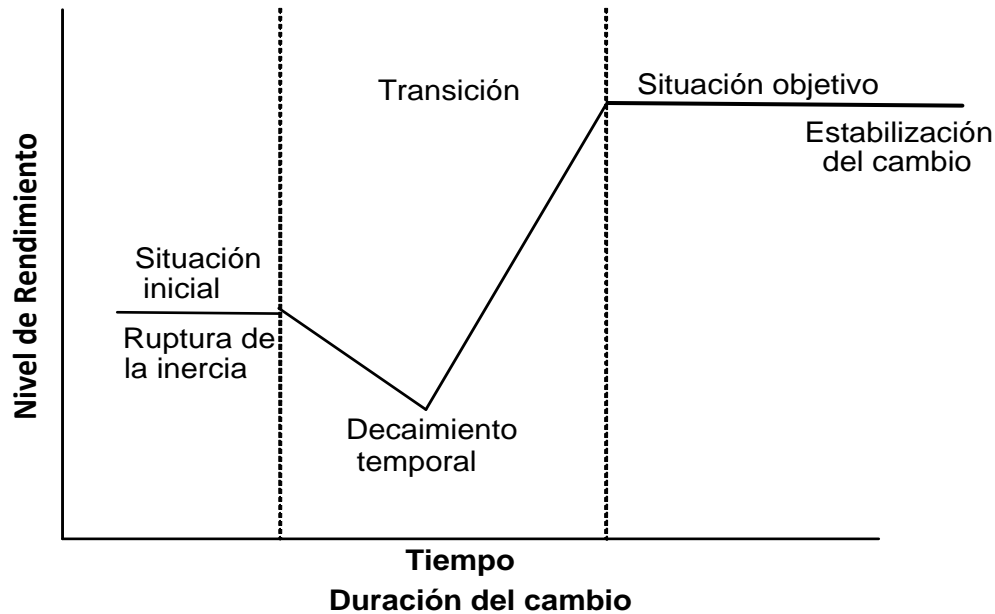 Transición
Situación objetivo
Estabilización
del cambio
Nivel de Rendimiento
Situación
inicial
Ruptura de
la inercia
Decaimiento
temporal
Tiempo
Duración del cambio